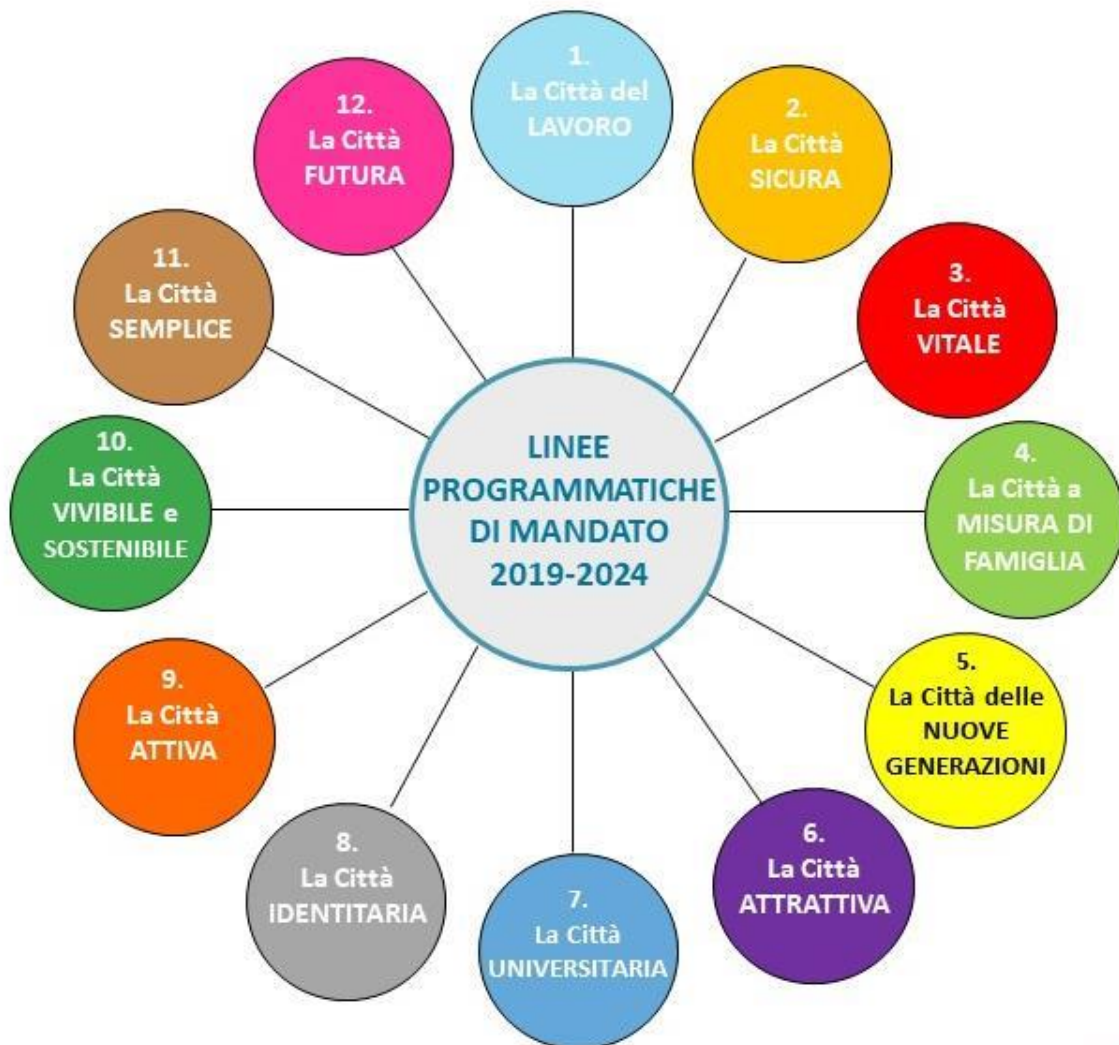 LINEE
PROGRAMMATICHE
DI MANDATO
2019-2024
1.
La Città del
LAVORO
2.
La Città
SICURA
3.
La Città
VITALE
4.
La Città a
MISURA DI
FAMIGLIA
5.
La Città delle
NUOVE
GENERAZIONI
6.
La Città
ATTRATTIVA
7.
La Città
UNIVERSITARIA
8.
La Città
IDENTITARIA
9.
La Città
ATTIVA
10.
La Città
VIVIBILE e
SOSTENIBILE
11.
La Città
SEMPLICE
12.
La Città
FUTURA